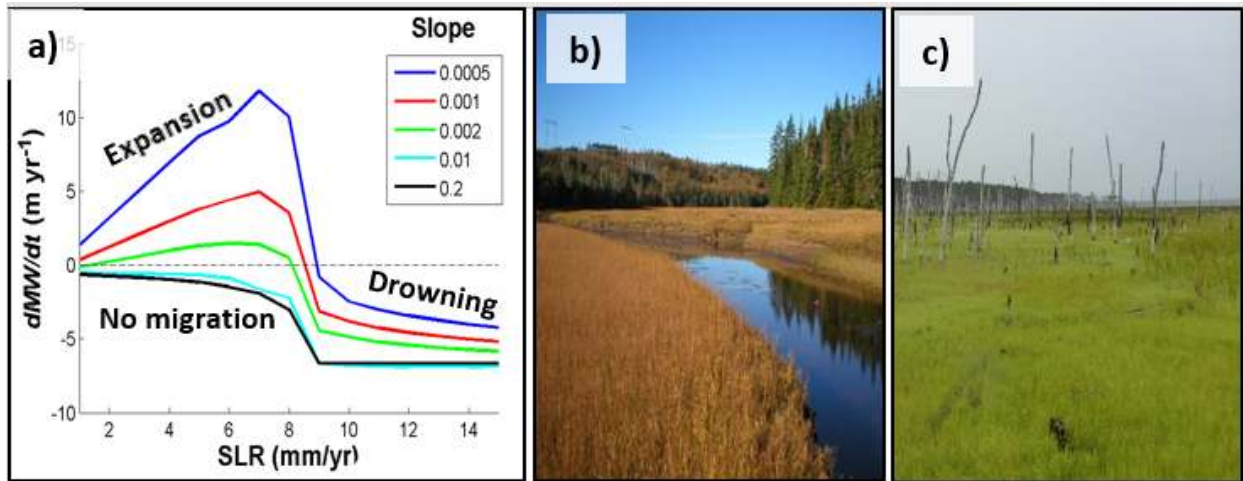 a)
Slope
0.0005
0.001
0.002
0.01
0.2
Expansion
No migration
Drowning
15
10
5
0
-5
-10
dMW/dt (m yr⁻¹)
2 4 6 8 10 12 14
SLR (mm/yr)
b)
c)